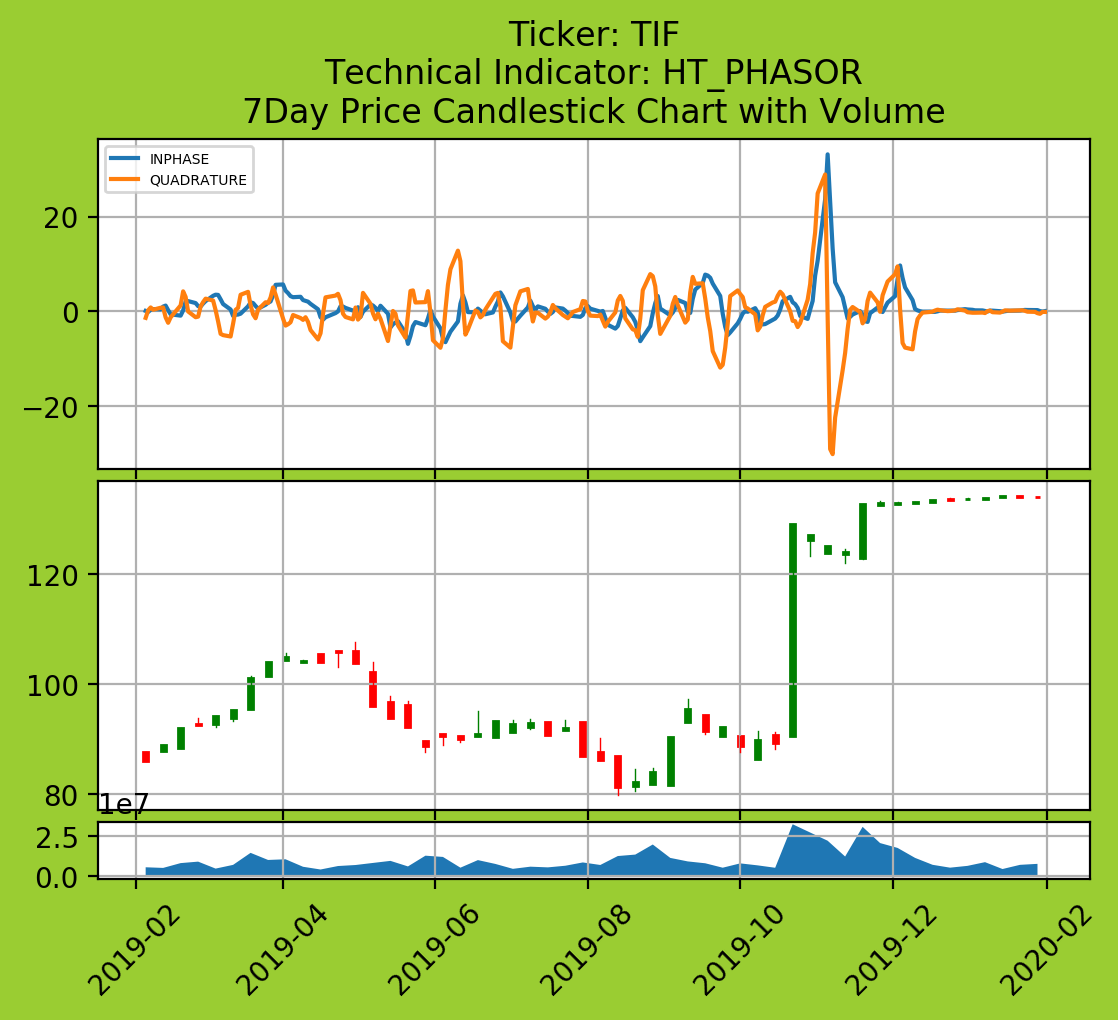 Ticker: TIF
Technical Indicator: HT_PHASOR
7Day Price Candlestick Chart with Volume
INPHASE
QUADRATURE
20
0
−20
120
100
80
1e7
2.5
0.0
2019-02
2019-04
2019-06
2019-08
2019-10
2019-12
2020-02